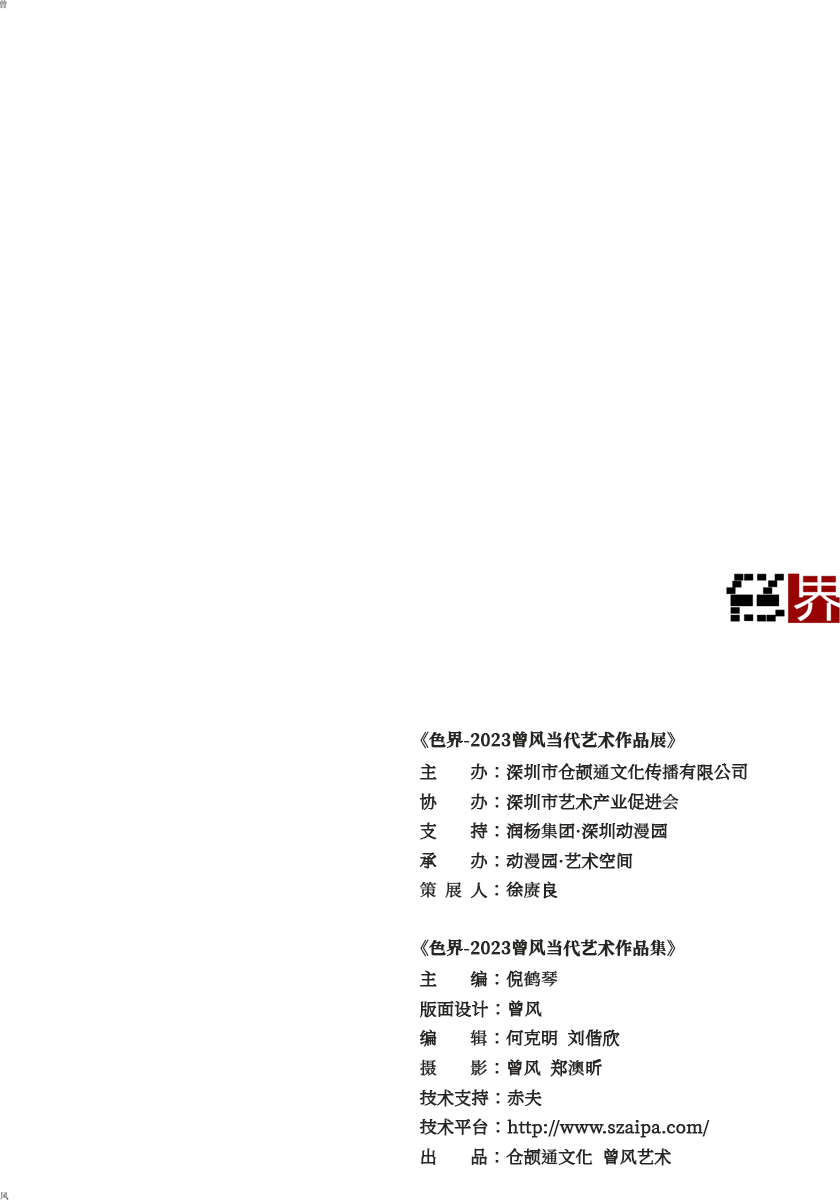 曾
色界
《色界-2023曾风当代艺术作品展》
主 办：深圳市仓颉通文化传播有限公司
协 办：深圳市艺术产业促进会
支 持：润杨集团·深圳动漫园
承 办：动漫园·艺术空间
策 展 人：徐赓良
《色界-2023曾风当代艺术作品集》
主 编：倪鹤琴
版面设计：曾风
编 辑：何克明 刘偕欣
摄 影：曾风 郑澳昕
技术支持：赤夫
技术平台：http://www.szaipa.com/
出 品：仓颉通文化 曾风艺术
风